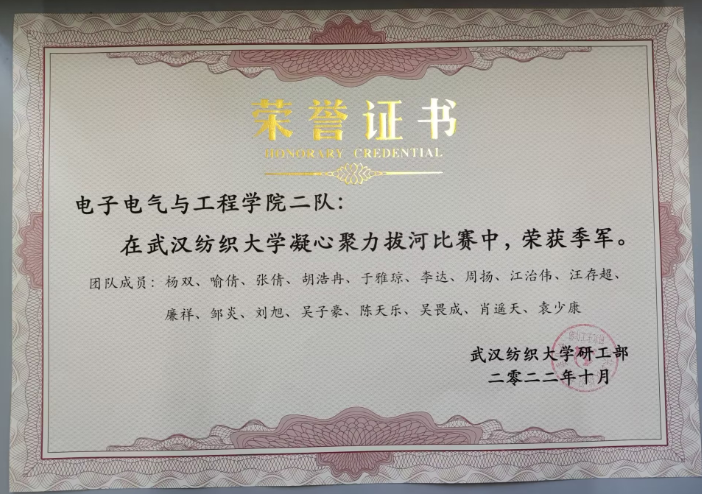 荣誉证书
HONORARY CREDENTIAL
电子电气与工程学院二队：
在武汉纺织大学凝心聚力拔河比赛中，荣获季军。
团队成员：杨双、喻倩、张倩、胡浩冉、于雅琼、李达、周扬、江治伟、汪存超、
廉祥、邹炎、刘旭、吴子豪、陈天乐、吴畏成、肖遥天、袁少康
武汉纺织大学研工部
二零二二年十月